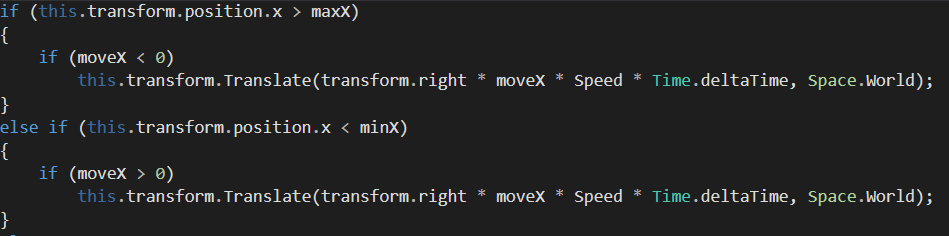 if (this.transform.position.x > maxX)
{
    if (moveX < 0)
        this.transform.Translate(transform.right * moveX * Speed * Time.deltaTime, Space.World);
}
else if (this.transform.position.x < minX)
{
    if (moveX > 0)
        this.transform.Translate(transform.right * moveX * Speed * Time.deltaTime, Space.World);
}